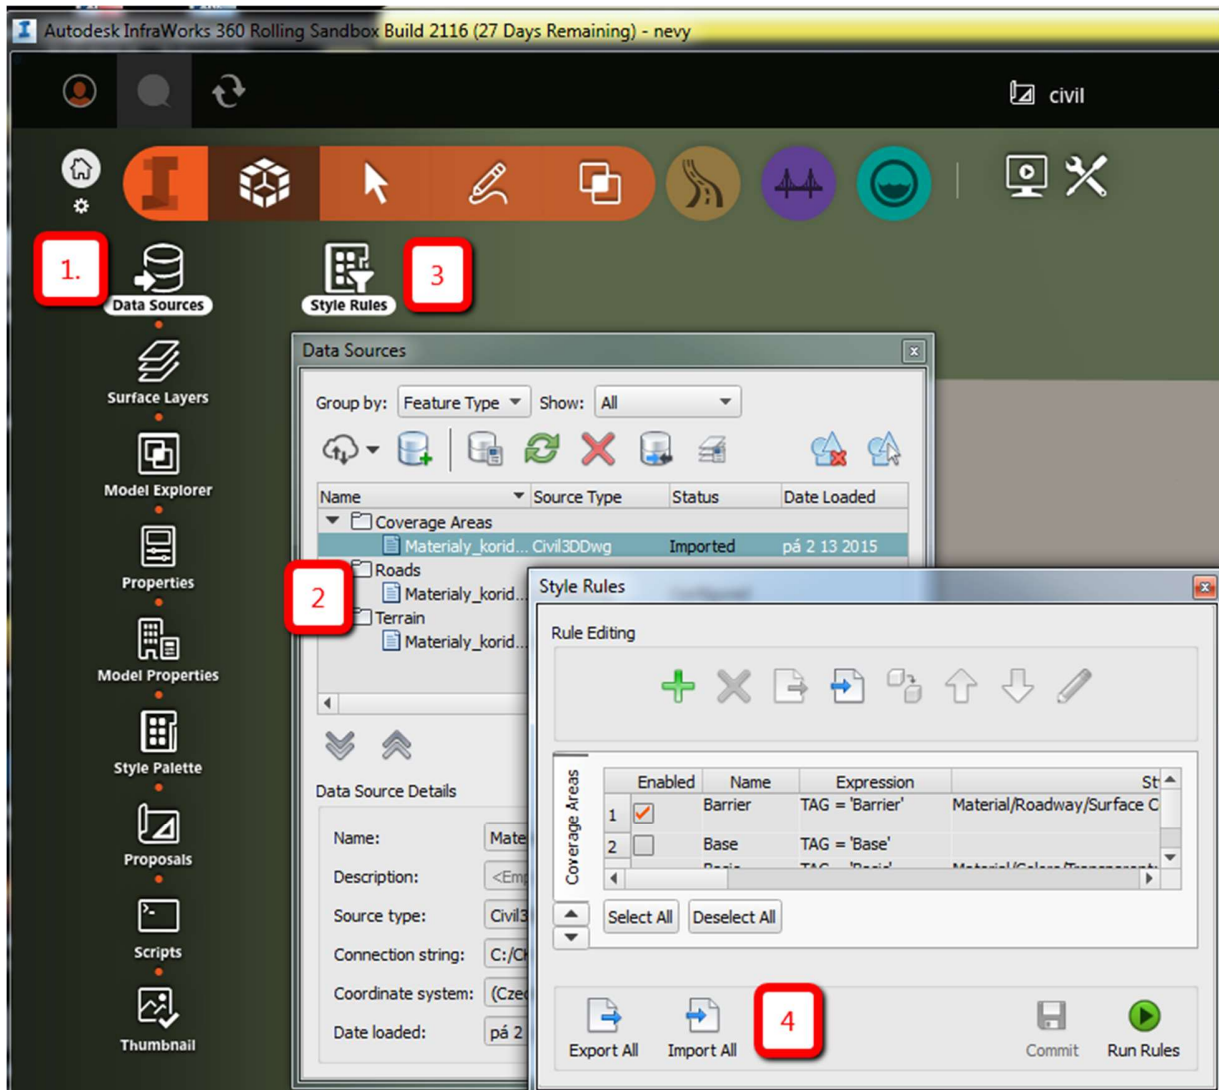 Autodesk InfraWorks 360 Rolling Sandbox Build 2116 (27 Days Remaining) - nevy
civil
1.
Data Sources
Style Rules
3
Surface Layers
Model Explorer
Properties
Model Properties
Style Palette
Proposals
Scripts
Thumbnail
Data Sources
Group by: Feature Type Show: All
Name Source Type Status Date Loaded
Coverage Areas
Materialy_korid... Civil3DDwg Imported pá 2 13 2015
Roads
2
Materialy_korid...
Terrain
Materialy_korid...
Data Source Details
Name: Mate
Description: <Emp
Source type: Civil3
Connection string: C:/
Coordinate system: (Czec
Date loaded: pá 2
Style Rules
Rule Editing
Coverage Areas
Enabled Name Expression St
1 Barrier TAG = 'Barrier' Material/Roadway/Surface C
2 Base TAG = 'Base'
Select All Deselect All
Export All Import All
4
Commit Run Rules